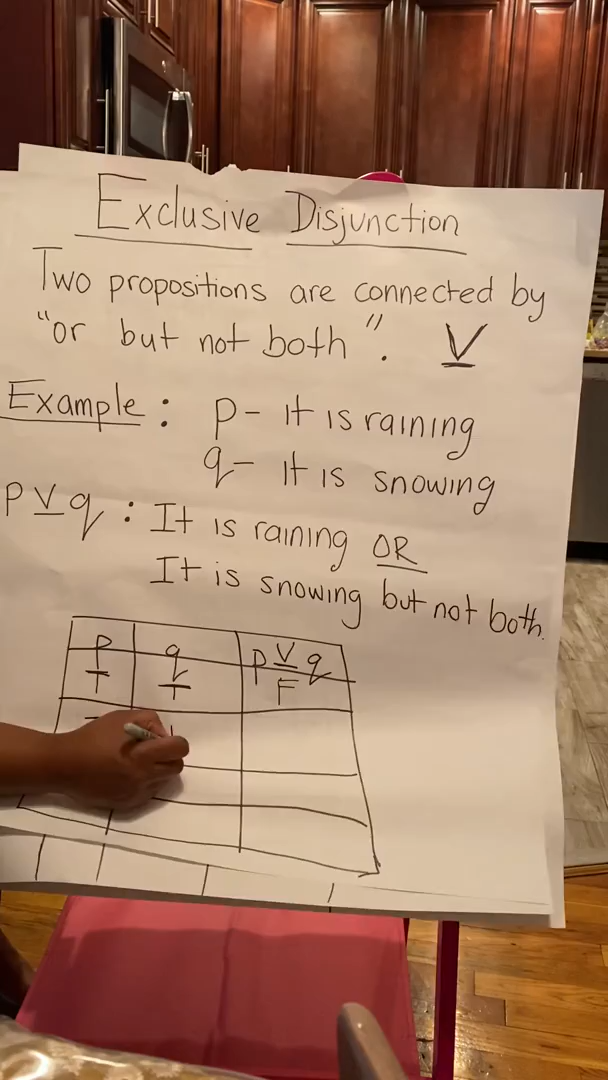 Exclusive Disjunction
Two propositions are connected by
"or but not both". V
Example: p- it is raining
q- it is snowing
p V q : It is raining OR
It is snowing but not both.
p q p V q
T T F